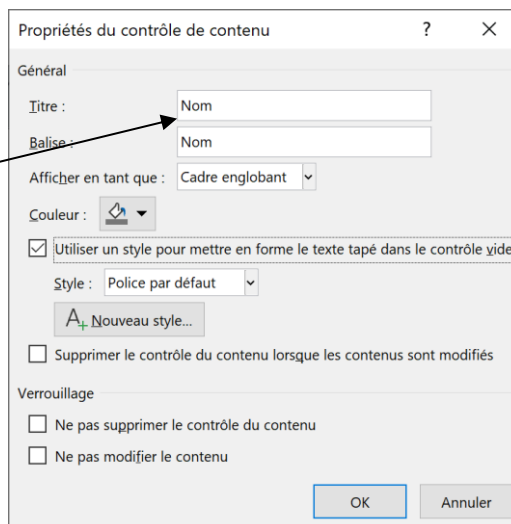 Propriétés du contrôle de contenu ? ×
Général
Titre : Nom
Balise : Nom
Afficher en tant que : Cadre englobant
Couleur :
Utiliser un style pour mettre en forme le texte tapé dans le contrôle vide
Style : Police par défaut
A+ Nouveau style...
Supprimer le contrôle du contenu lorsque les contenus sont modifiés
Verrouillage
Ne pas supprimer le contrôle du contenu
Ne pas modifier le contenu
OK Annuler